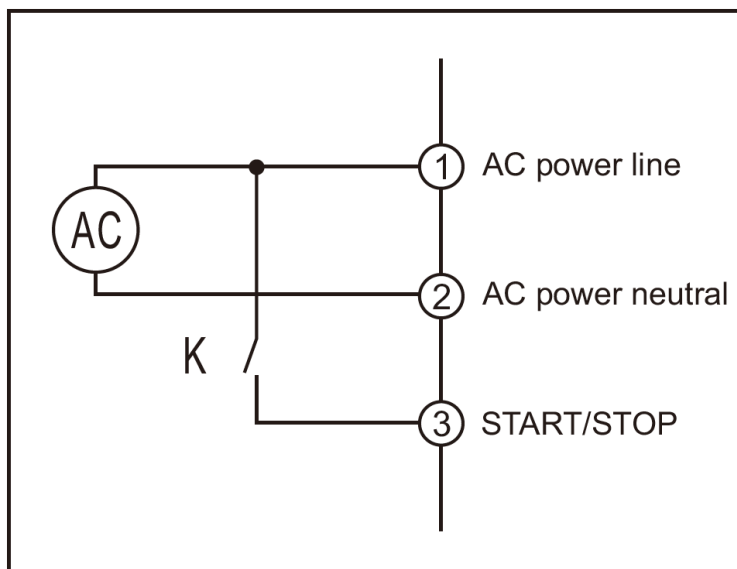 1 AC power line
AC
2 AC power neutral
K
3 START/STOP